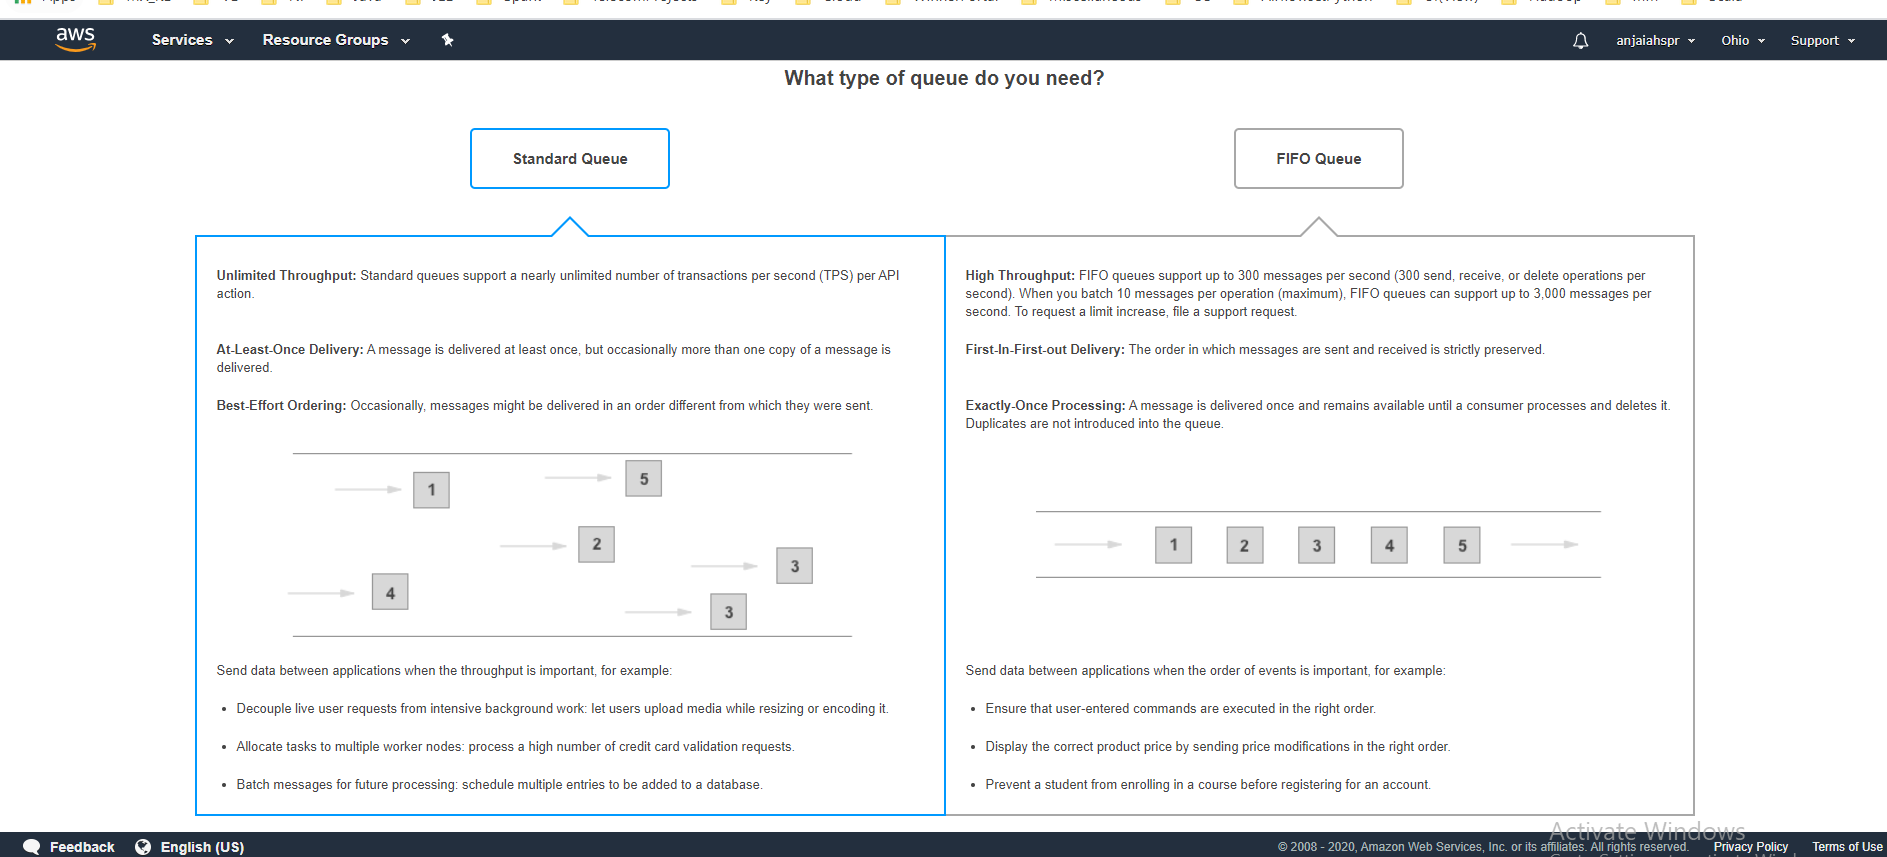 aws Services Resource Groups anjaiahspr Ohio Support
What type of queue do you need?
Standard Queue
FIFO Queue
Unlimited Throughput: Standard queues support a nearly unlimited number of transactions per second (TPS) per API
action.
At-Least-Once Delivery: A message is delivered at least once, but occasionally more than one copy of a message is
delivered.
Best-Effort Ordering: Occasionally, messages might be delivered in an order different from which they were sent.
1
5
2
3
4
3
Send data between applications when the throughput is important, for example:
• Decouple live user requests from intensive background work: let users upload media while resizing or encoding it.
• Allocate tasks to multiple worker nodes: process a high number of credit card validation requests.
• Batch messages for future processing: schedule multiple entries to be added to a database.
High Throughput: FIFO queues support up to 300 messages per second (300 send, receive, or delete operations per
second). When you batch 10 messages per operation (maximum), FIFO queues can support up to 3,000 messages per
second. To request a limit increase, file a support request.
First-In-First-out Delivery: The order in which messages are sent and received is strictly preserved.
Exactly-Once Processing: A message is delivered once and remains available until a consumer processes and deletes it.
Duplicates are not introduced into the queue.
1 2 3 4 5
Send data between applications when the order of events is important, for example:
• Ensure that user-entered commands are executed in the right order.
• Display the correct product price by sending price modifications in the right order.
• Prevent a student from enrolling in a course before registering for an account.
Activate Windows
Feedback English (US) © 2008 - 2020, Amazon Web Services, Inc. or its affiliates. All rights reserved. Privacy Policy Terms of Use